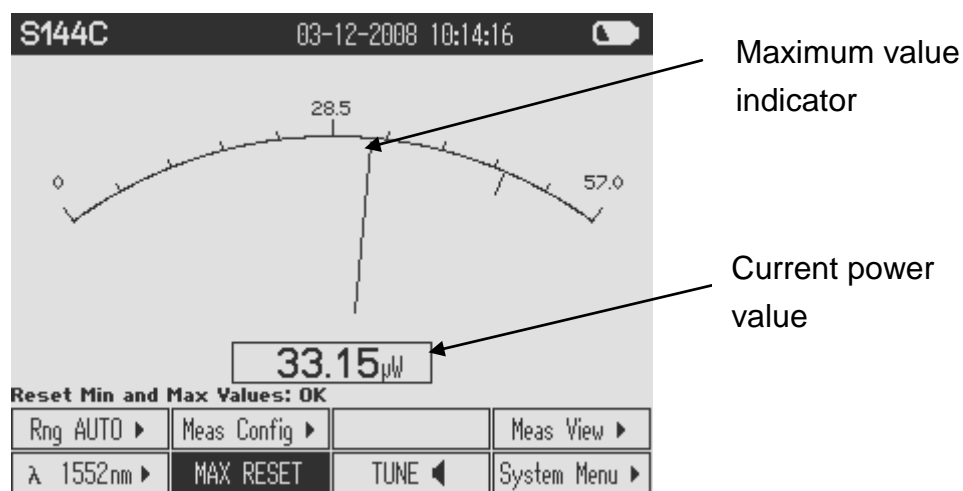 S144C 03-12-2008 10:14:16
Maximum value
indicator
28.5
0
57.0
Current power
value
33.15µW
Reset Min and Max Values: OK
Rng AUTO ▶ Meas Config ▶ Meas View ▶
λ 1552nm ▶ MAX RESET TUNE ◀ System Menu ▶